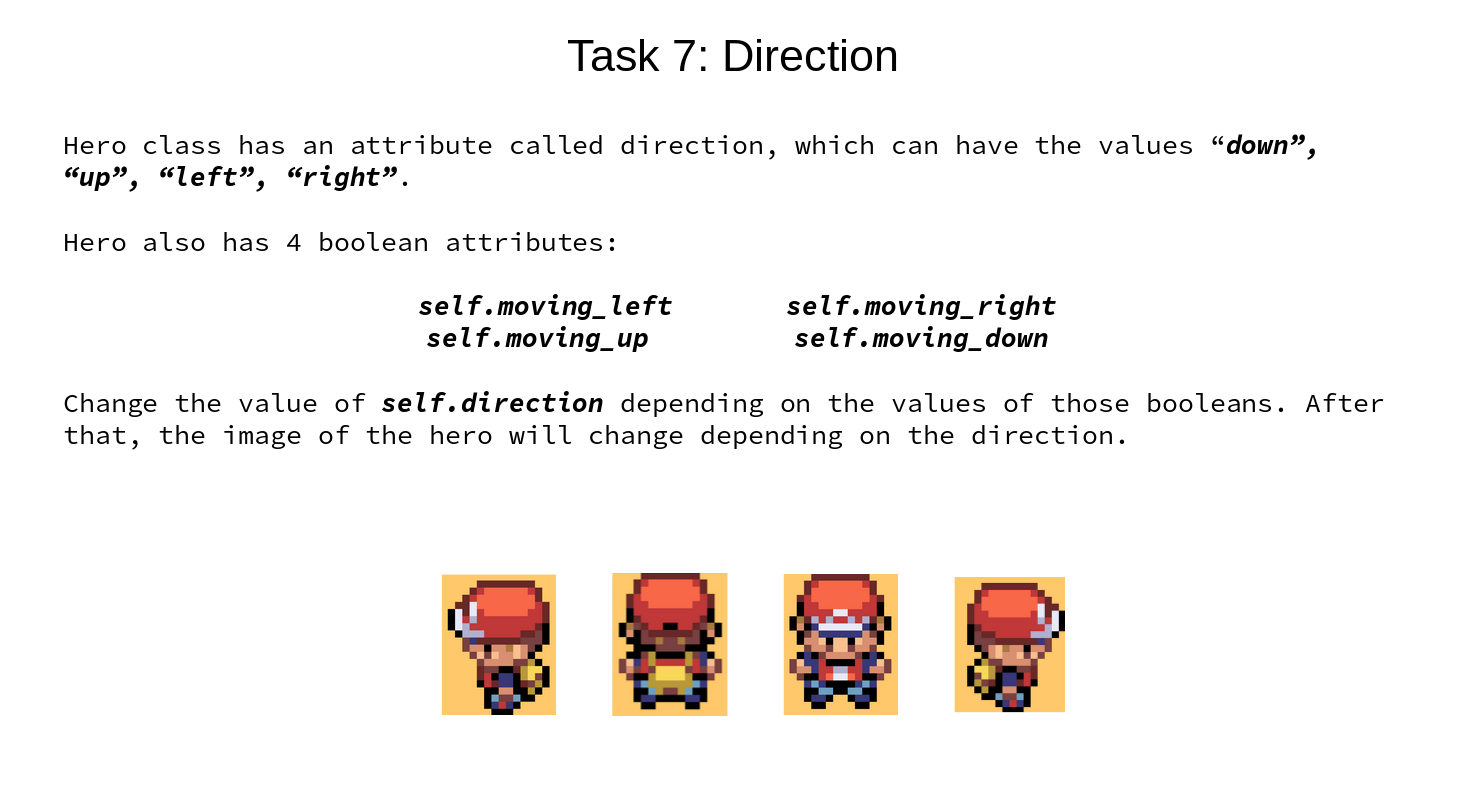 Task 7: Direction
Hero class has an attribute called direction, which can have the values “down”,
“up”, “left”, “right”.
Hero also has 4 boolean attributes:
self.moving_left self.moving_right
self.moving_up self.moving_down
Change the value of self.direction depending on the values of those booleans. After
that, the image of the hero will change depending on the direction.